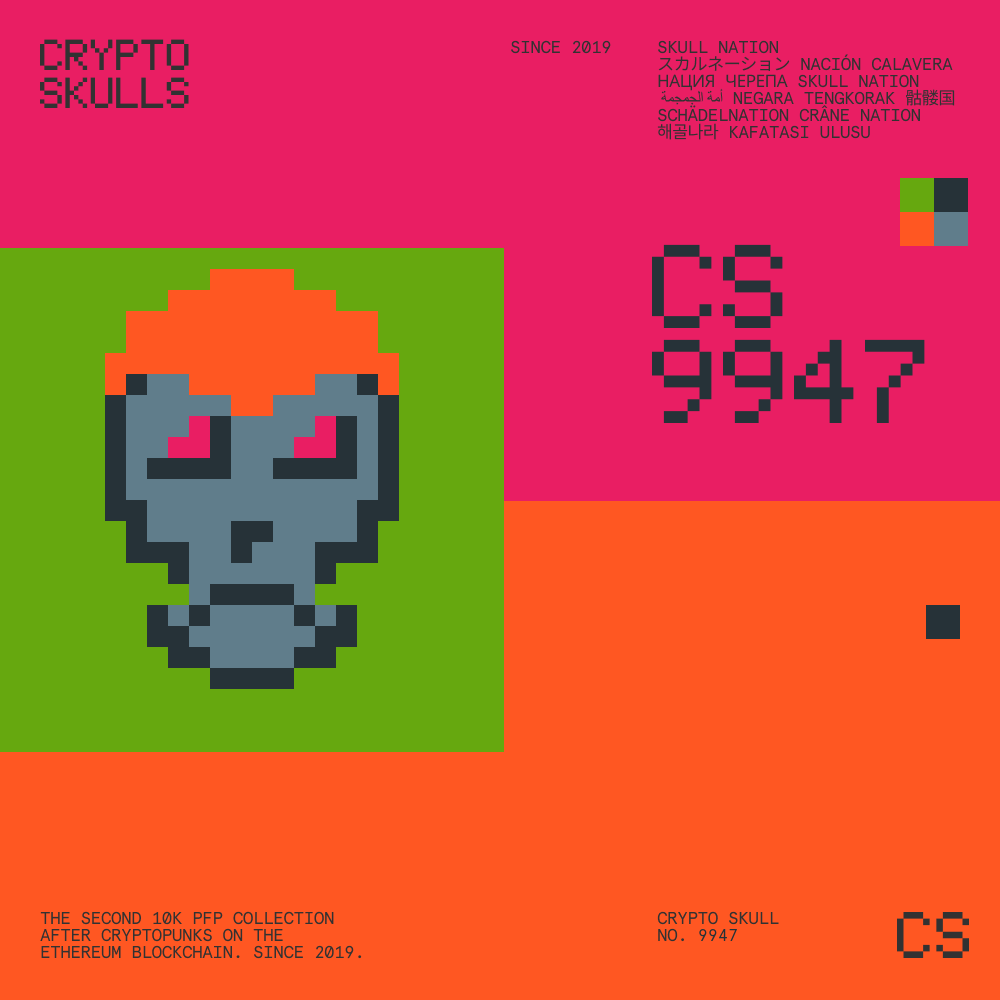 CRYPTO
SKULLS
SINCE 2019
SKULL NATION
スカルネーション NACIÓN CALAVERA
НАЦИЯ ЧЕРЕПА SKULL NATION
أمة الجمجمة NEGARA TENGKORAK 骷髅国
SCHÄDELNATION CRÂNE NATION
해골나라 KAFATASI ULUSU
CS
9947
THE SECOND 10K PFP COLLECTION
AFTER CRYPTOPUNKS ON THE
ETHEREUM BLOCKCHAIN. SINCE 2019.
CRYPTO SKULL
NO. 9947
CS